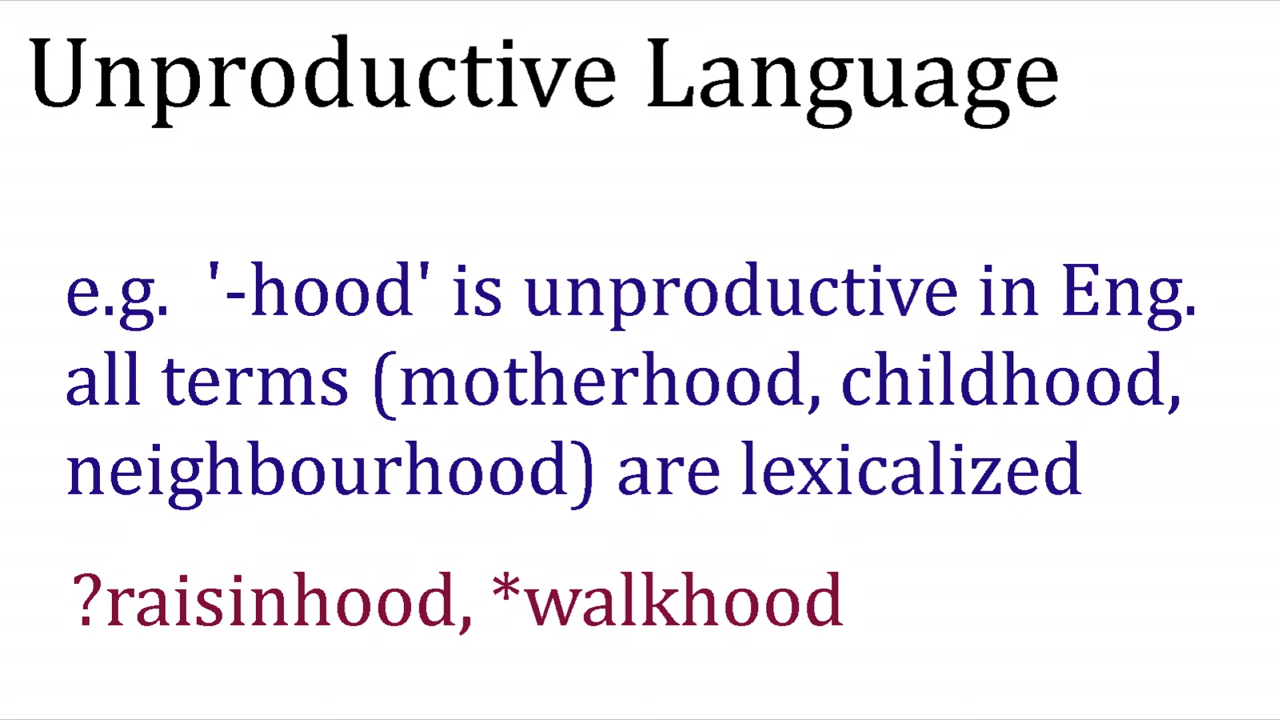 Unproductive Language
e.g. '-hood' is unproductive in Eng.
all terms (motherhood, childhood,
neighbourhood) are lexicalized
?raisinhood, *walkhood